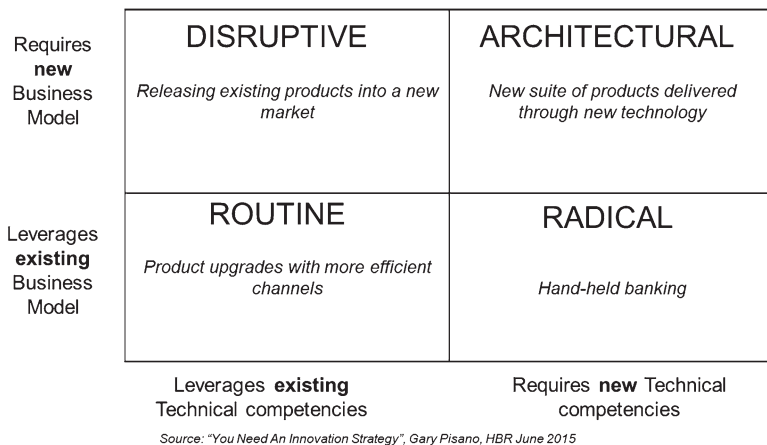 Requires
new
Business
Model
DISRUPTIVE
Releasing existing products into a new
market
ARCHITECTURAL
New suite of products delivered
through new technology
Leverages
existing
Business
Model
ROUTINE
Product upgrades with more efficient
channels
RADICAL
Hand-held banking
Leverages existing
Technical competencies
Requires new Technical
competencies
Source: “You Need An Innovation Strategy”, Gary Pisano, HBR June 2015